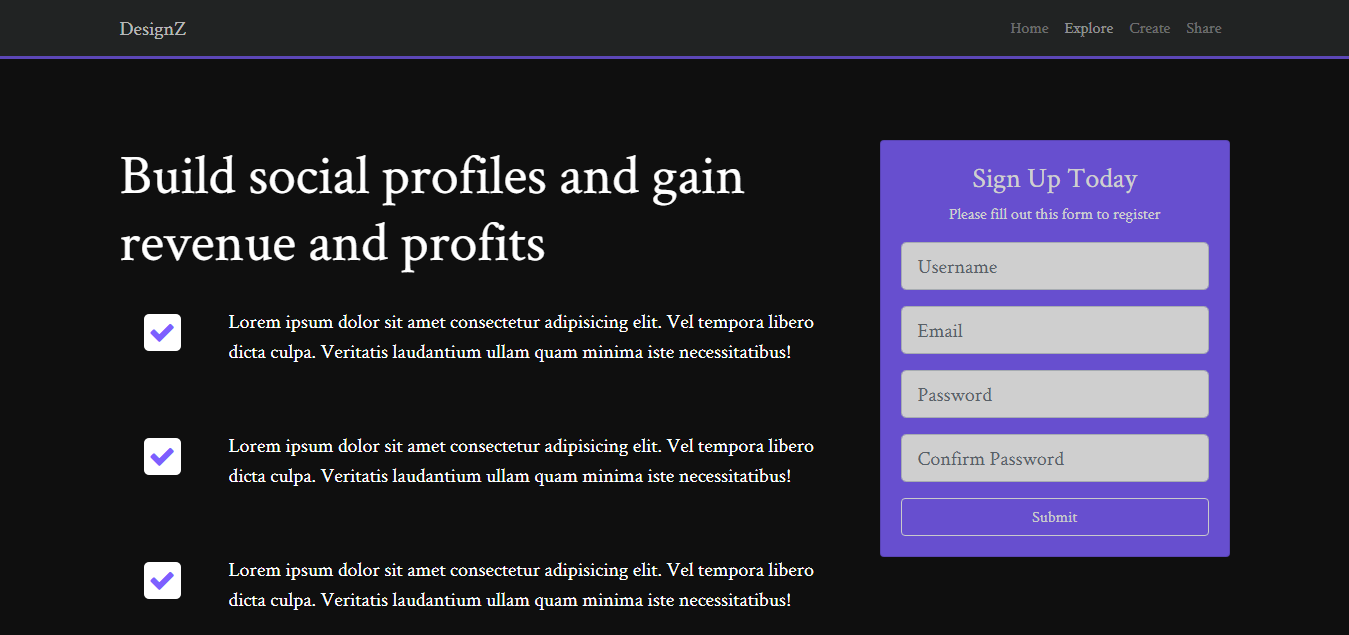 DesignZ
Home Explore Create Share
Build social profiles and gain
revenue and profits
Lorem ipsum dolor sit amet consectetur adipisicing elit. Vel tempora libero
dicta culpa. Veritatis laudantium ullam quam minima iste necessitatibus!
Lorem ipsum dolor sit amet consectetur adipisicing elit. Vel tempora libero
dicta culpa. Veritatis laudantium ullam quam minima iste necessitatibus!
Lorem ipsum dolor sit amet consectetur adipisicing elit. Vel tempora libero
dicta culpa. Veritatis laudantium ullam quam minima iste necessitatibus!
Sign Up Today
Please fill out this form to register
Username
Email
Password
Confirm Password
Submit